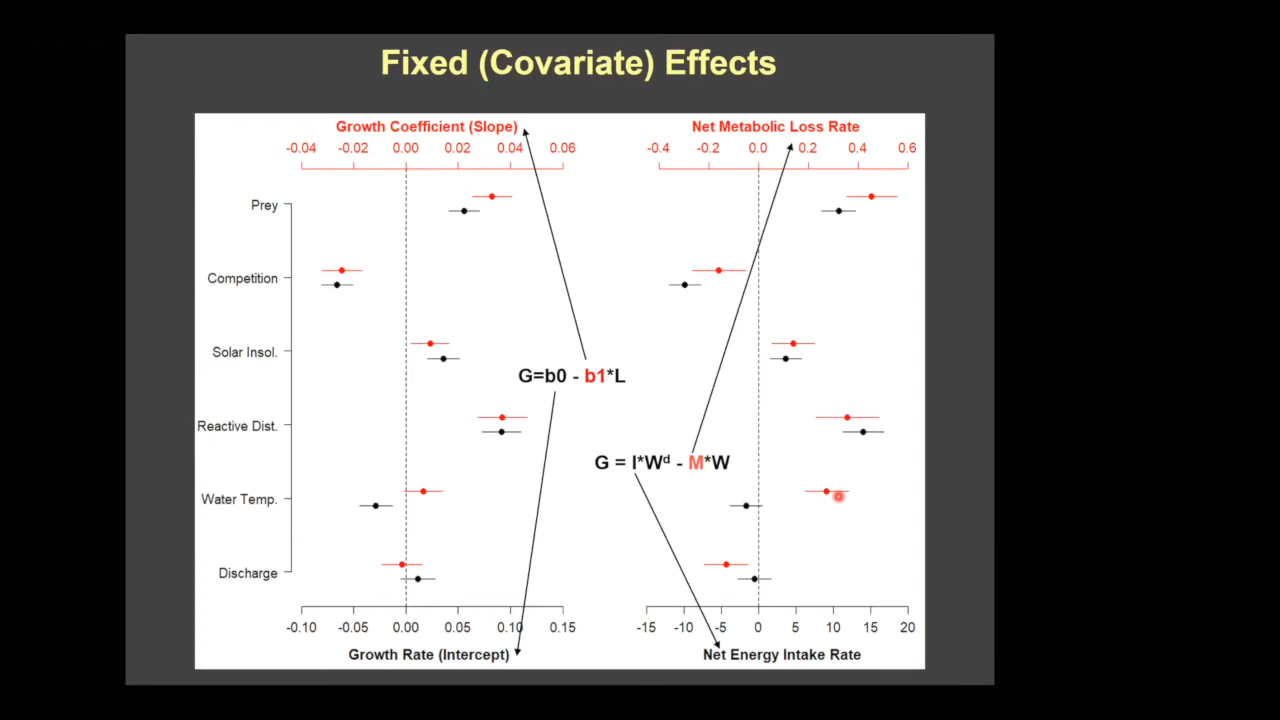 Fixed (Covariate) Effects
Growth Coefficient (Slope)
-0.04 -0.02 0.00 0.02 0.04 0.06
Net Metabolic Loss Rate
-0.4 -0.2 0.0 0.2 0.4 0.6
Prey
Competition
Solar Insol.
Reactive Dist.
Water Temp.
Discharge
G=b0 - b1*L
G = I*Wᵈ - M*W
-0.10 -0.05 0.00 0.05 0.10 0.15
Growth Rate (Intercept)
-15 -10 -5 0 5 10 15 20
Net Energy Intake Rate